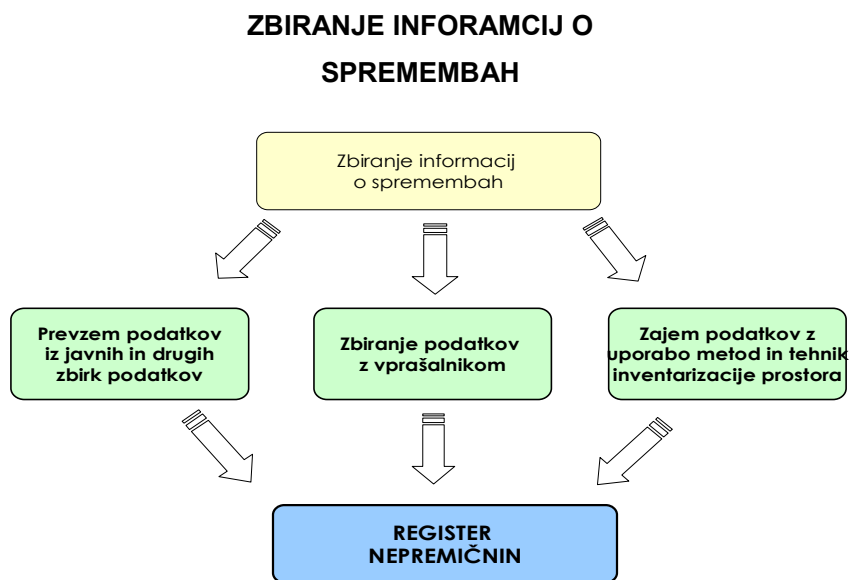 ZBIRANJE INFORAMCIJ O
SPREMEMBAH
Zbiranje informacij
o spremembah
Prevzem podatkov
iz javnih in drugih
zbirk podatkov
Zbiranje podatkov
z vprašalnikom
Zajem podatkov z
uporabo metod in tehnik
inventarizacije prostora
REGISTER
NEPREMIČNIN